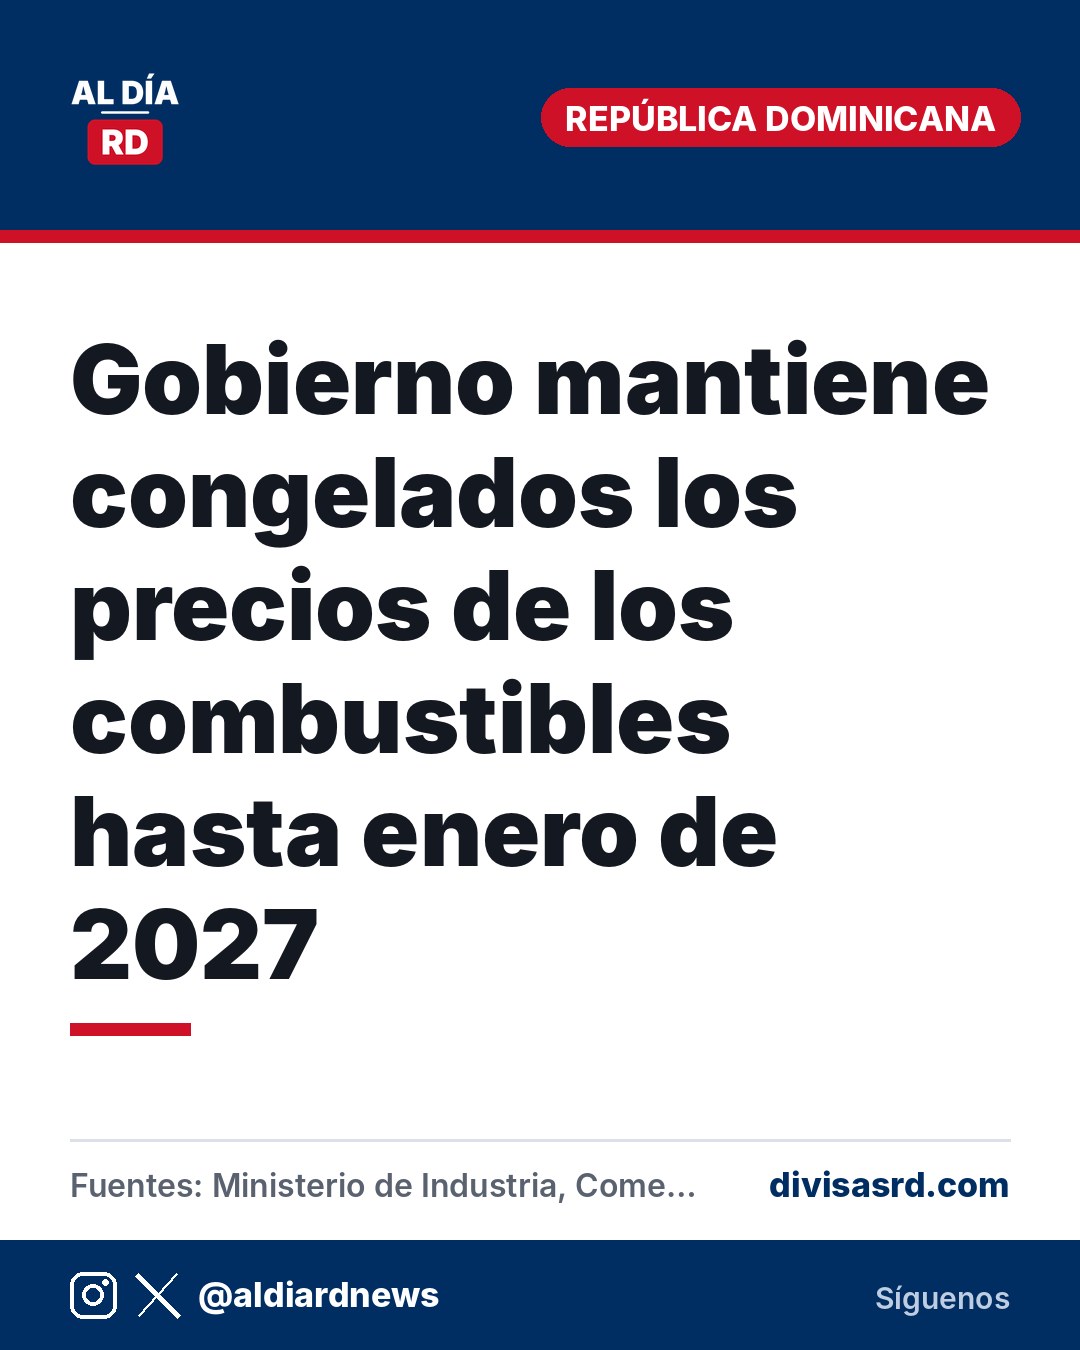 AL DÍA
RD
REPÚBLICA DOMINICANA
Gobierno mantiene
congelados los
precios de los
combustibles
hasta enero de
2027
Fuentes: Ministerio de Industria, Come...
divisasrd.com
@aldiardnews
Síguenos